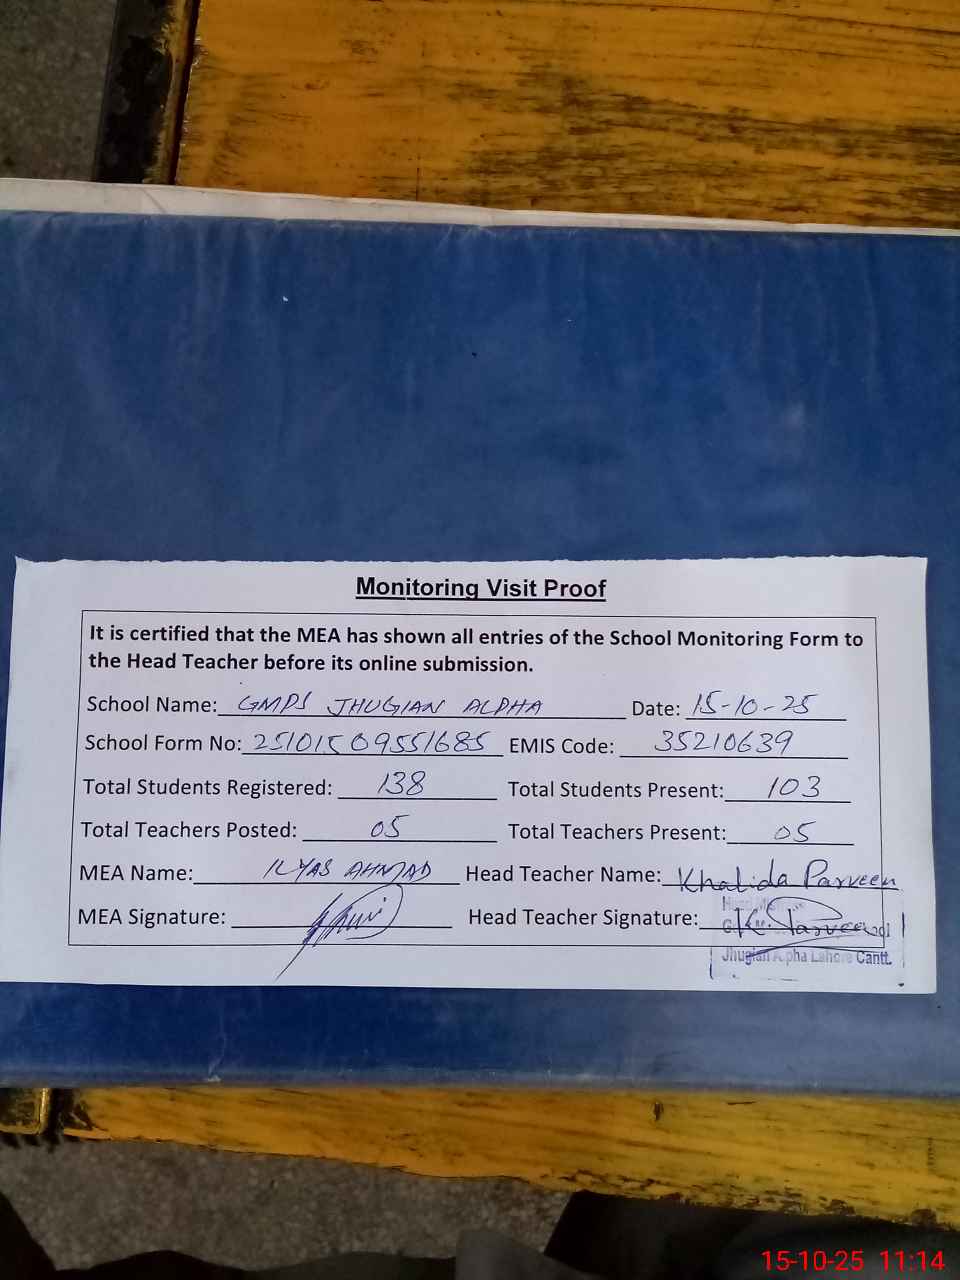 Monitoring Visit Proof
It is certified that the MEA has shown all entries of the School Monitoring Form to
the Head Teacher before its online submission.
School Name: GMPS JHUGIAN ALPHA Date: 15-10-25
School Form No: 25101509551685 EMIS Code: 35210639
Total Students Registered: 138 Total Students Present: 103
Total Teachers Posted: 05 Total Teachers Present: 05
MEA Name: ILYAS AHMAD Head Teacher Name: Khalida Parveen
MEA Signature: Head Teacher Signature: K. Parveen
Jhugian Alpha Lahore Cantt.
15-10-25 11:14